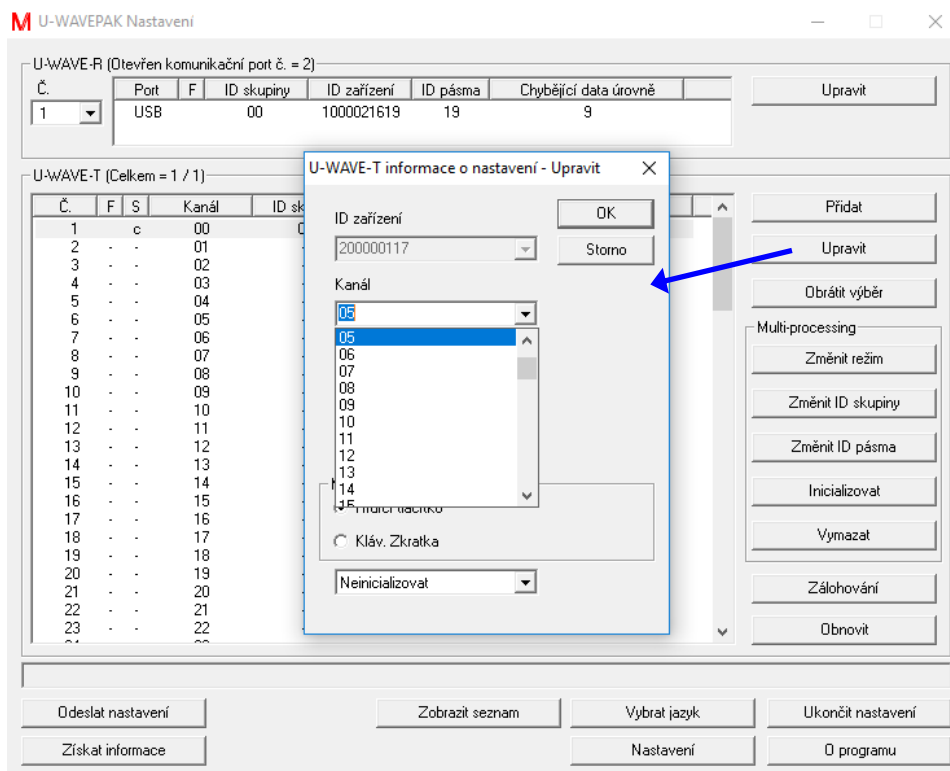 U-WAVEPAK Nastavení
U-WAVE-R (Otevřen komunikační port č. = 2)
Č. Port F ID skupiny ID zařízení ID pásma Chybějící data úrovně
1 USB 00 1000021619 19 9
Upravit
U-WAVE-T (Celkem = 1 / 1)
Č. F S Kanál ID sk
1 c 00 0
2 - - 01
3 - - 02
4 - - 03
5 - - 04
6 - - 05
7 - - 06
8 - - 07
9 - - 08
10 - - 09
11 - - 10
12 - - 11
13 - - 12
14 - - 13
15 - - 14
16 - - 15
17 - - 16
18 - - 17
19 - - 18
20 - - 19
21 - - 20
22 - - 21
23 - - 22
U-WAVE-T informace o nastavení - Upravit
ID zařízení
200000117
OK
Storno
Kanál
05
05
06
07
08
09
10
11
12
13
14
15
Kláv. Zkratka
Neinicializovat
Přidat
Upravit
Obrátit výběr
Multi-processing
Změnit režim
Změnit ID skupiny
Změnit ID pásma
Inicializovat
Vymazat
Zálohování
Obnovit
Odeslat nastavení
Zobrazit seznam
Vybrat jazyk
Ukončit nastavení
Získat informace
Nastavení
O programu